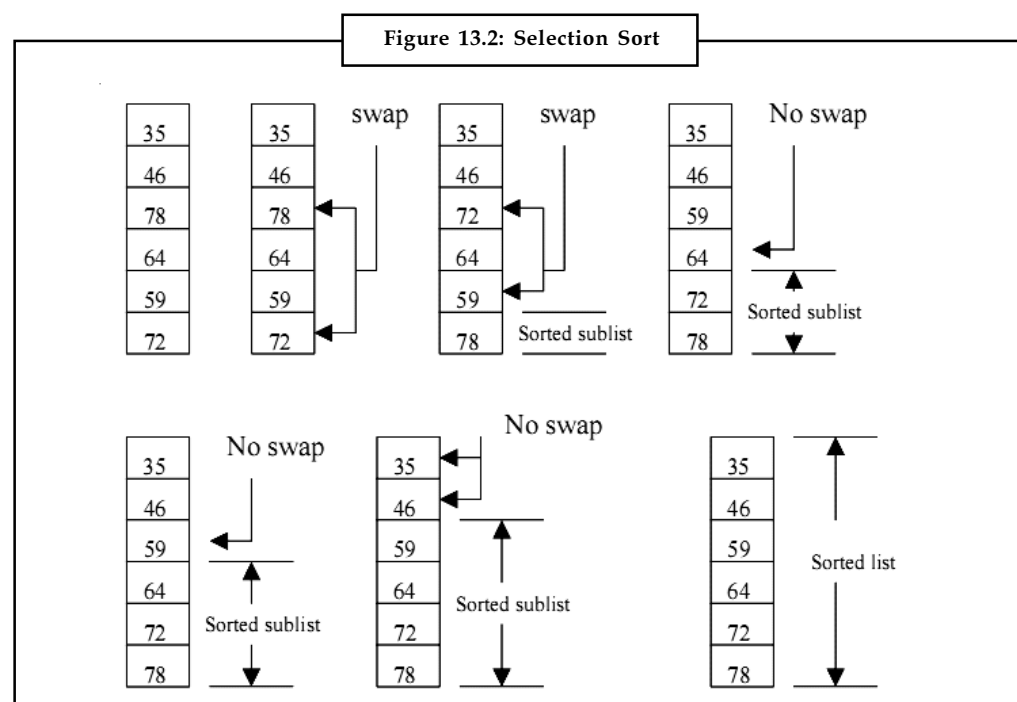 Figure 13.2: Selection Sort
swap swap No swap
35 35 35 35
46 46 46 46
78 78 72 59
64 64 64 64
59 59 59 72
72 72 78 78
Sorted sublist Sorted sublist
No swap No swap
35 35 35
46 46 46
59 59 59
64 64 64
72 72 72
78 78 78
Sorted sublist Sorted sublist Sorted list